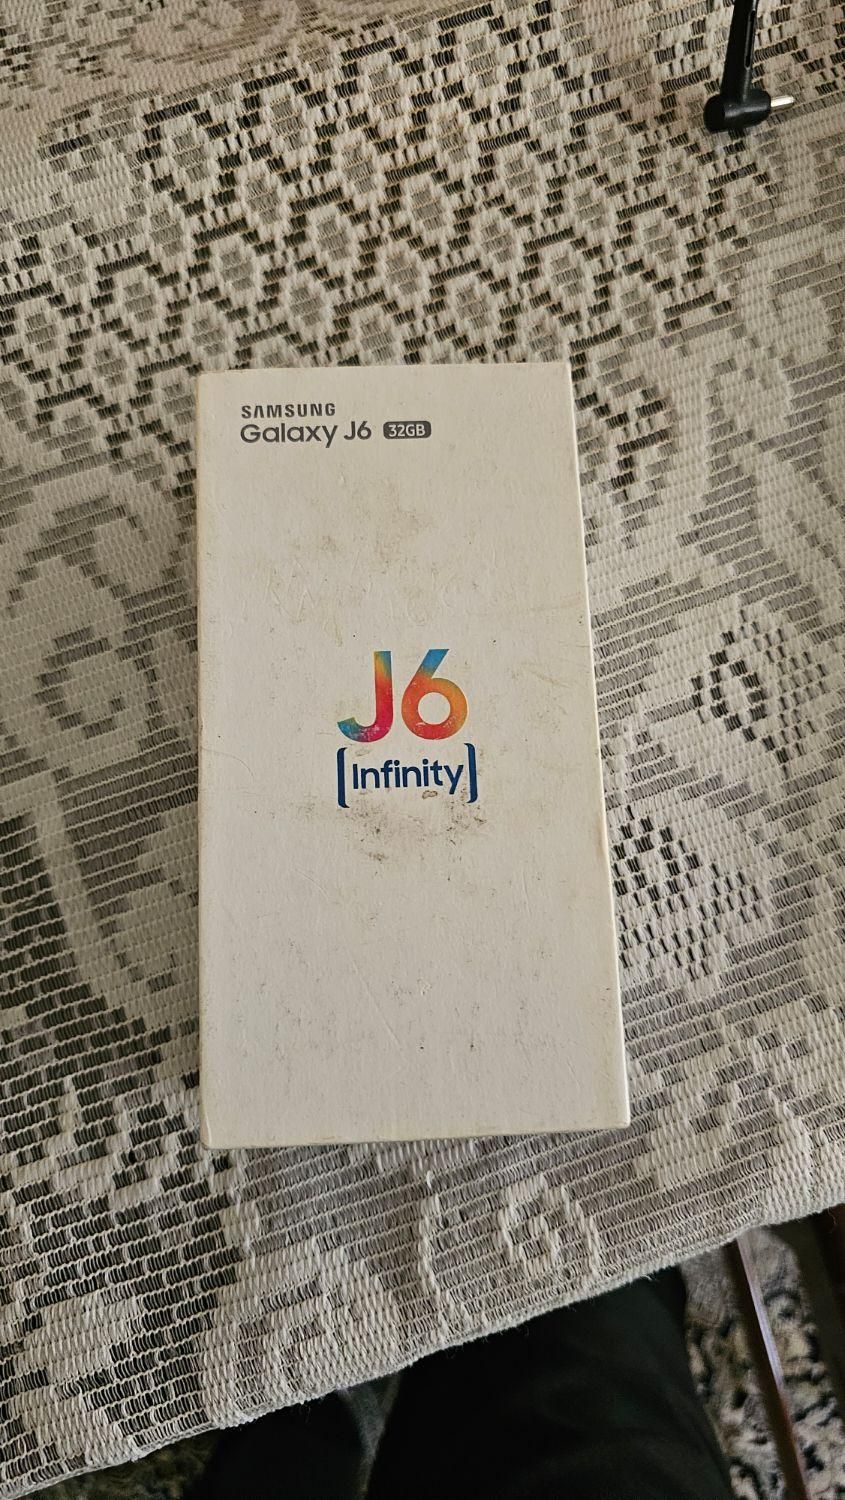 SAMSUNG
Galaxy J6 32GB
J6
[Infinity]